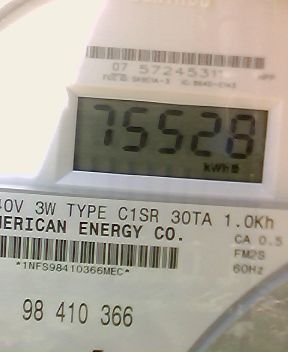 07 5724531
75528
kWh
40V 3W TYPE C1SR 30TA 1.0Kh
MERICAN ENERGY CO.
CA 0.5
*1NFS98410366MEC*
FM2S
60Hz
98 410 366